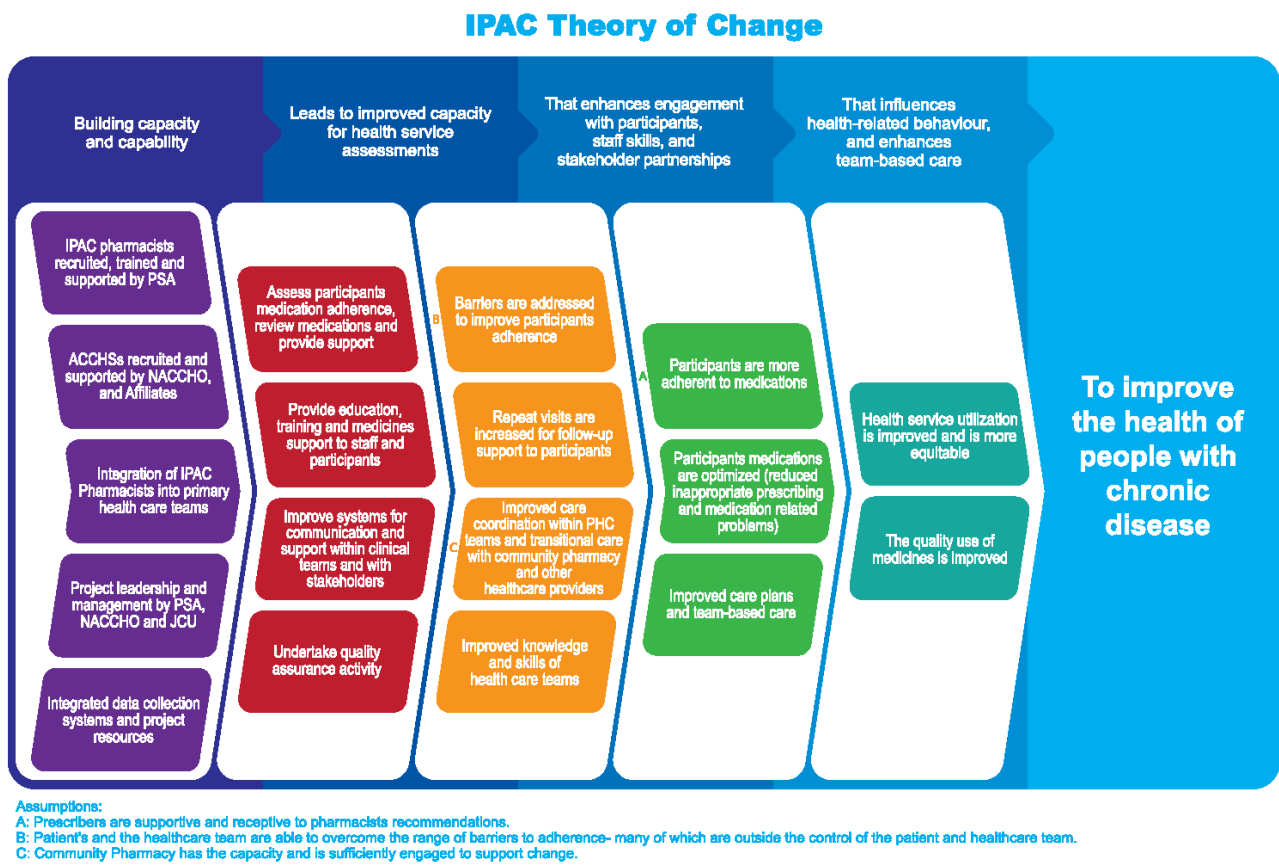 IPAC Theory of Change
Building capacity
and capability
Leads to improved capacity
for health service
assessments
That enhances engagement
with participants,
staff skills, and
stakeholder partnerships
That influences
health-related behaviour,
and enhances
team-based care
IPAC pharmacists
recruited, trained and
supported by PSA
ACCHSs recruited and
supported by NACCHO,
and Affiliates
Integration of IPAC
Pharmacists into primary
health care teams
Project leadership and
management by PSA,
NACCHO and JCU
Integrated data collection
systems and project
resources
Assess participants
medication adherence,
review medications and
provide support
Provide education,
training and medicines
support to staff and
participants
Improve systems for
communication and
support within clinical
teams and with
stakeholders
Undertake quality
assurance activity
B
Barriers are addressed
to improve participants
adherence
Repeat visits are
increased for follow-up
support to participants
C
Improved care
coordination within PHC
teams and transitional care
with community pharmacy
and other
healthcare providers
Improved knowledge
and skills of
health care teams
A
Participants are more
adherent to medications
Participants medications
are optimized (reduced
inappropriate prescribing
and medication related
problems)
Improved care plans
and team-based care
Health service utilization
is improved and is more
equitable
The quality use of
medicines is improved
To improve
the health of
people with
chronic
disease
Assumptions:
A: Prescribers are supportive and receptive to pharmacists recommendations.
B: Patient's and the healthcare team are able to overcome the range of barriers to adherence- many of which are outside the control of the patient and healthcare team.
C: Community Pharmacy has the capacity and is sufficiently engaged to support change.